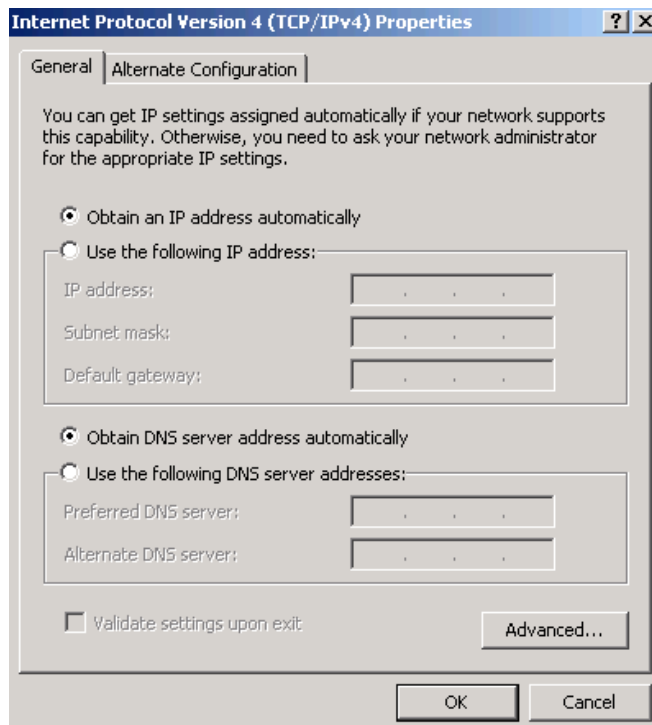 Internet Protocol Version 4 (TCP/IPv4) Properties
General
Alternate Configuration
You can get IP settings assigned automatically if your network supports
this capability. Otherwise, you need to ask your network administrator
for the appropriate IP settings.
Obtain an IP address automatically
Use the following IP address:
IP address:
Subnet mask:
Default gateway:
Obtain DNS server address automatically
Use the following DNS server addresses:
Preferred DNS server:
Alternate DNS server:
Validate settings upon exit
Advanced...
OK
Cancel